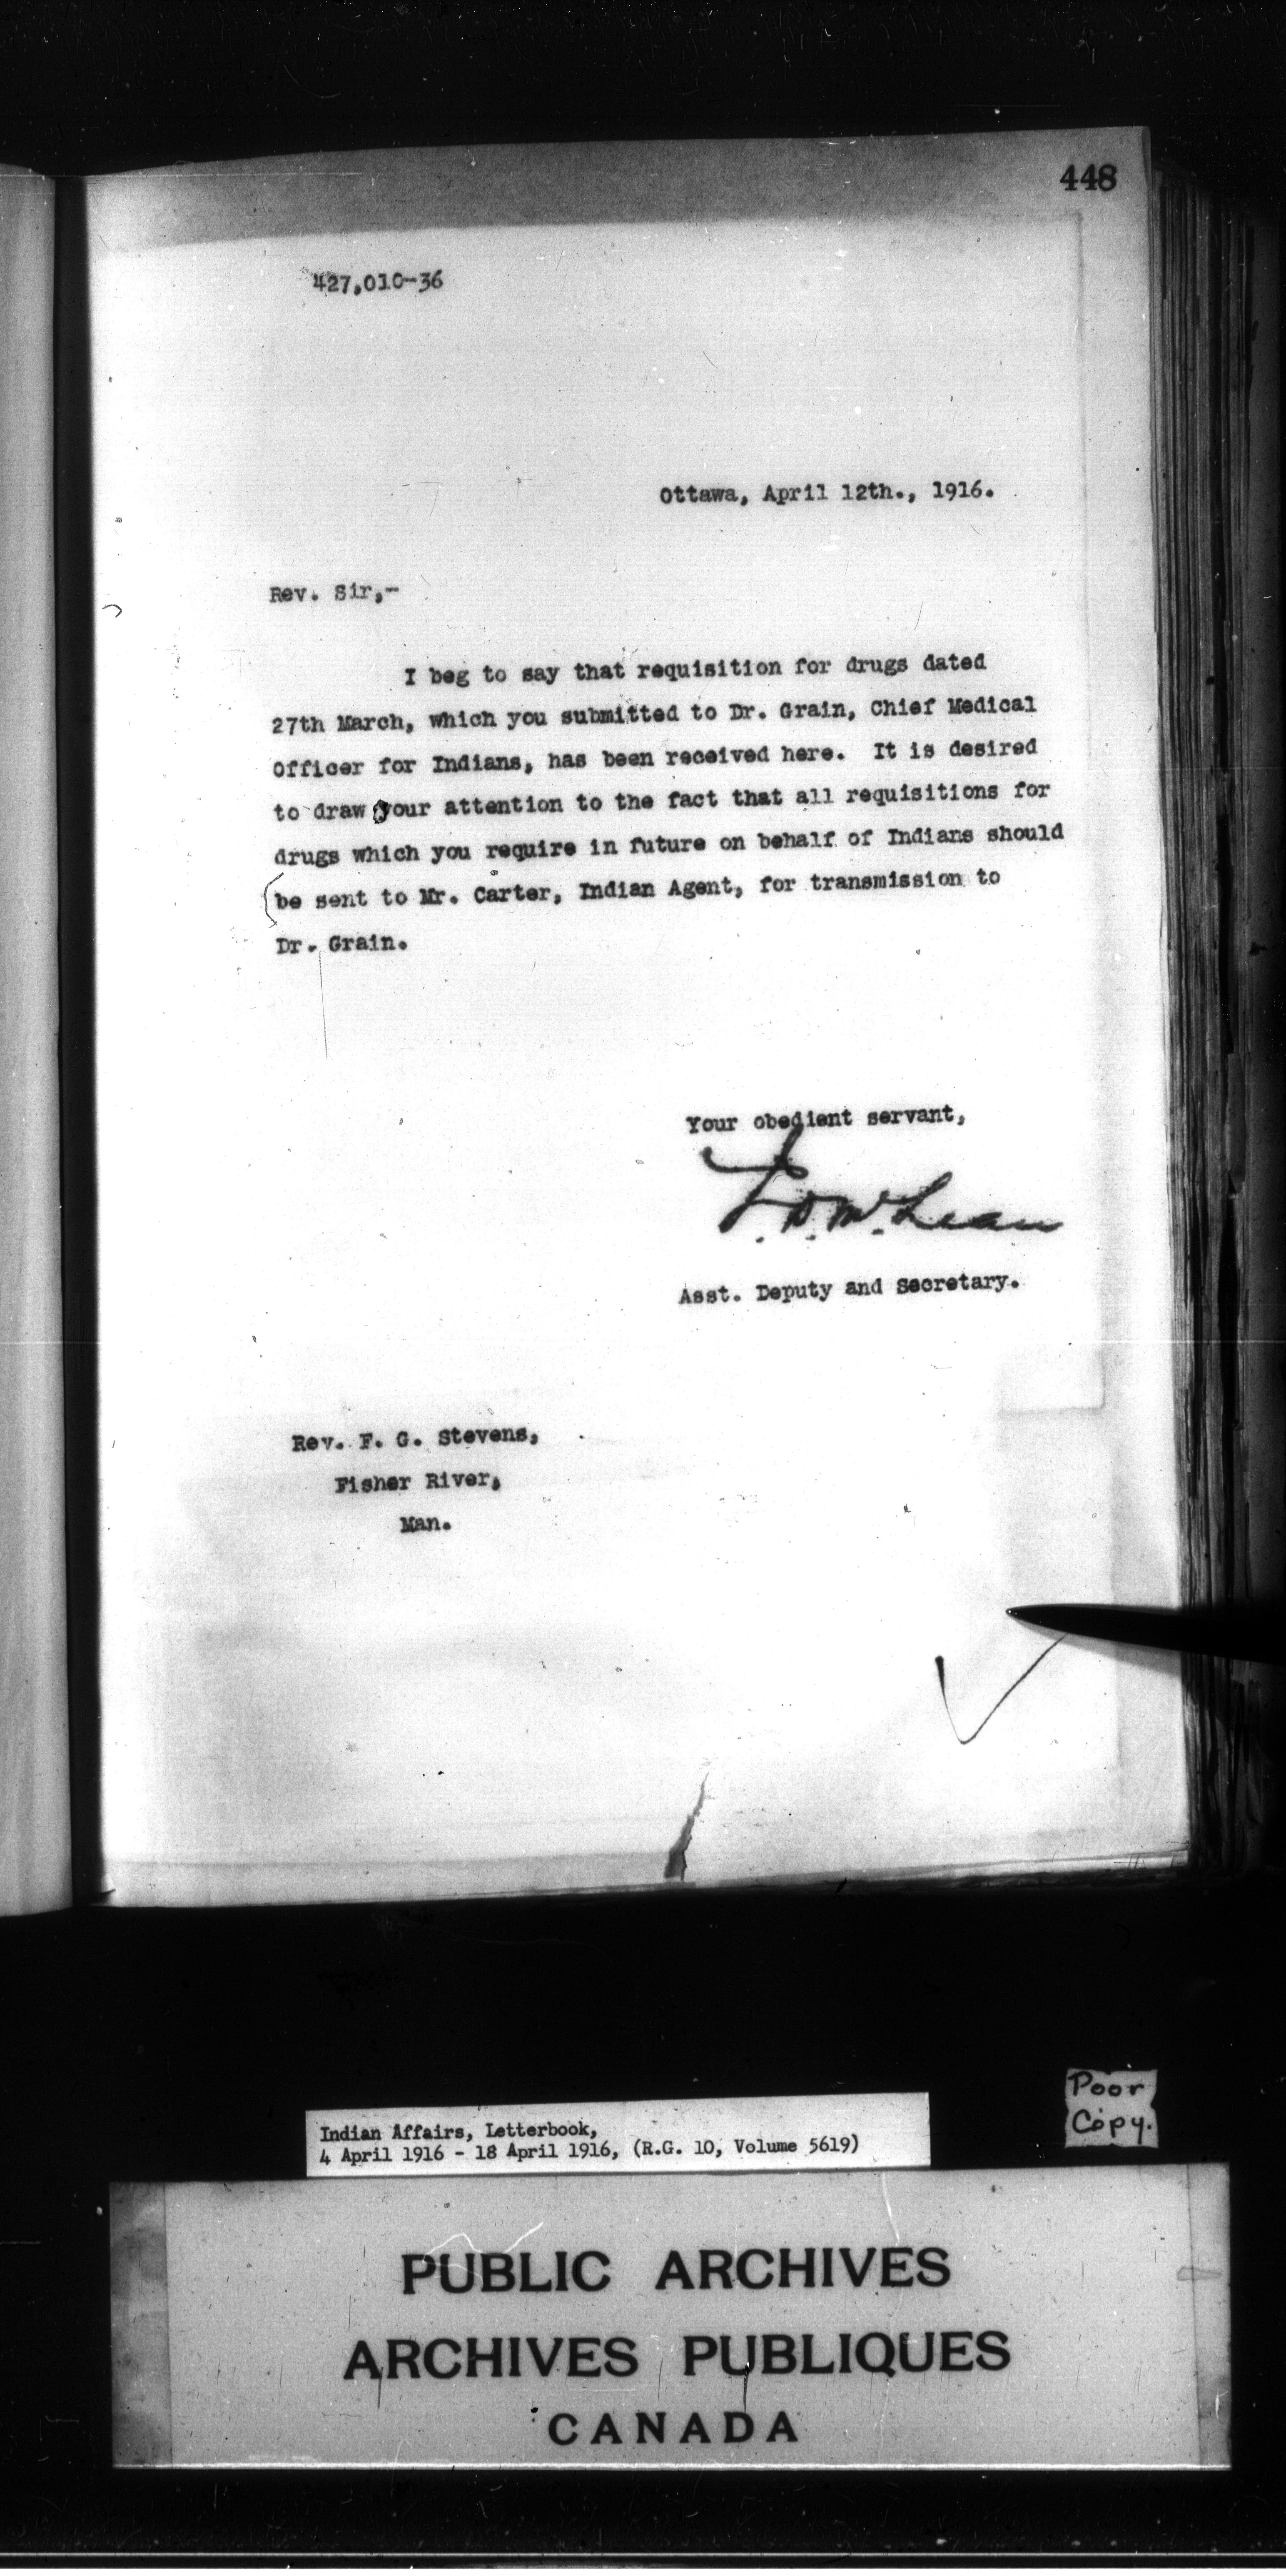 448
427,010-36
Ottawa, April 12th., 1916.
Rev. Sir,-
I beg to say that requisition for drugs dated
27th March, which you submitted to Dr. Grain, Chief Medical
Officer for Indians, has been received here. It is desired
to draw your attention to the fact that all requisitions for
drugs which you require in future on behalf of Indians should
be sent to Mr. Carter, Indian Agent, for transmission to
Dr. Grain.
Your obedient servant,
J. D. McLean
Asst. Deputy and Secretary.
Rev. F. G. Stevens,
Fisher River,
Man.
Poor
Copy.
Indian Affairs, Letterbook,
4 April 1916 - 18 April 1916, (R.G. 10, Volume 5619)
PUBLIC ARCHIVES
ARCHIVES PUBLIQUES
CANADA